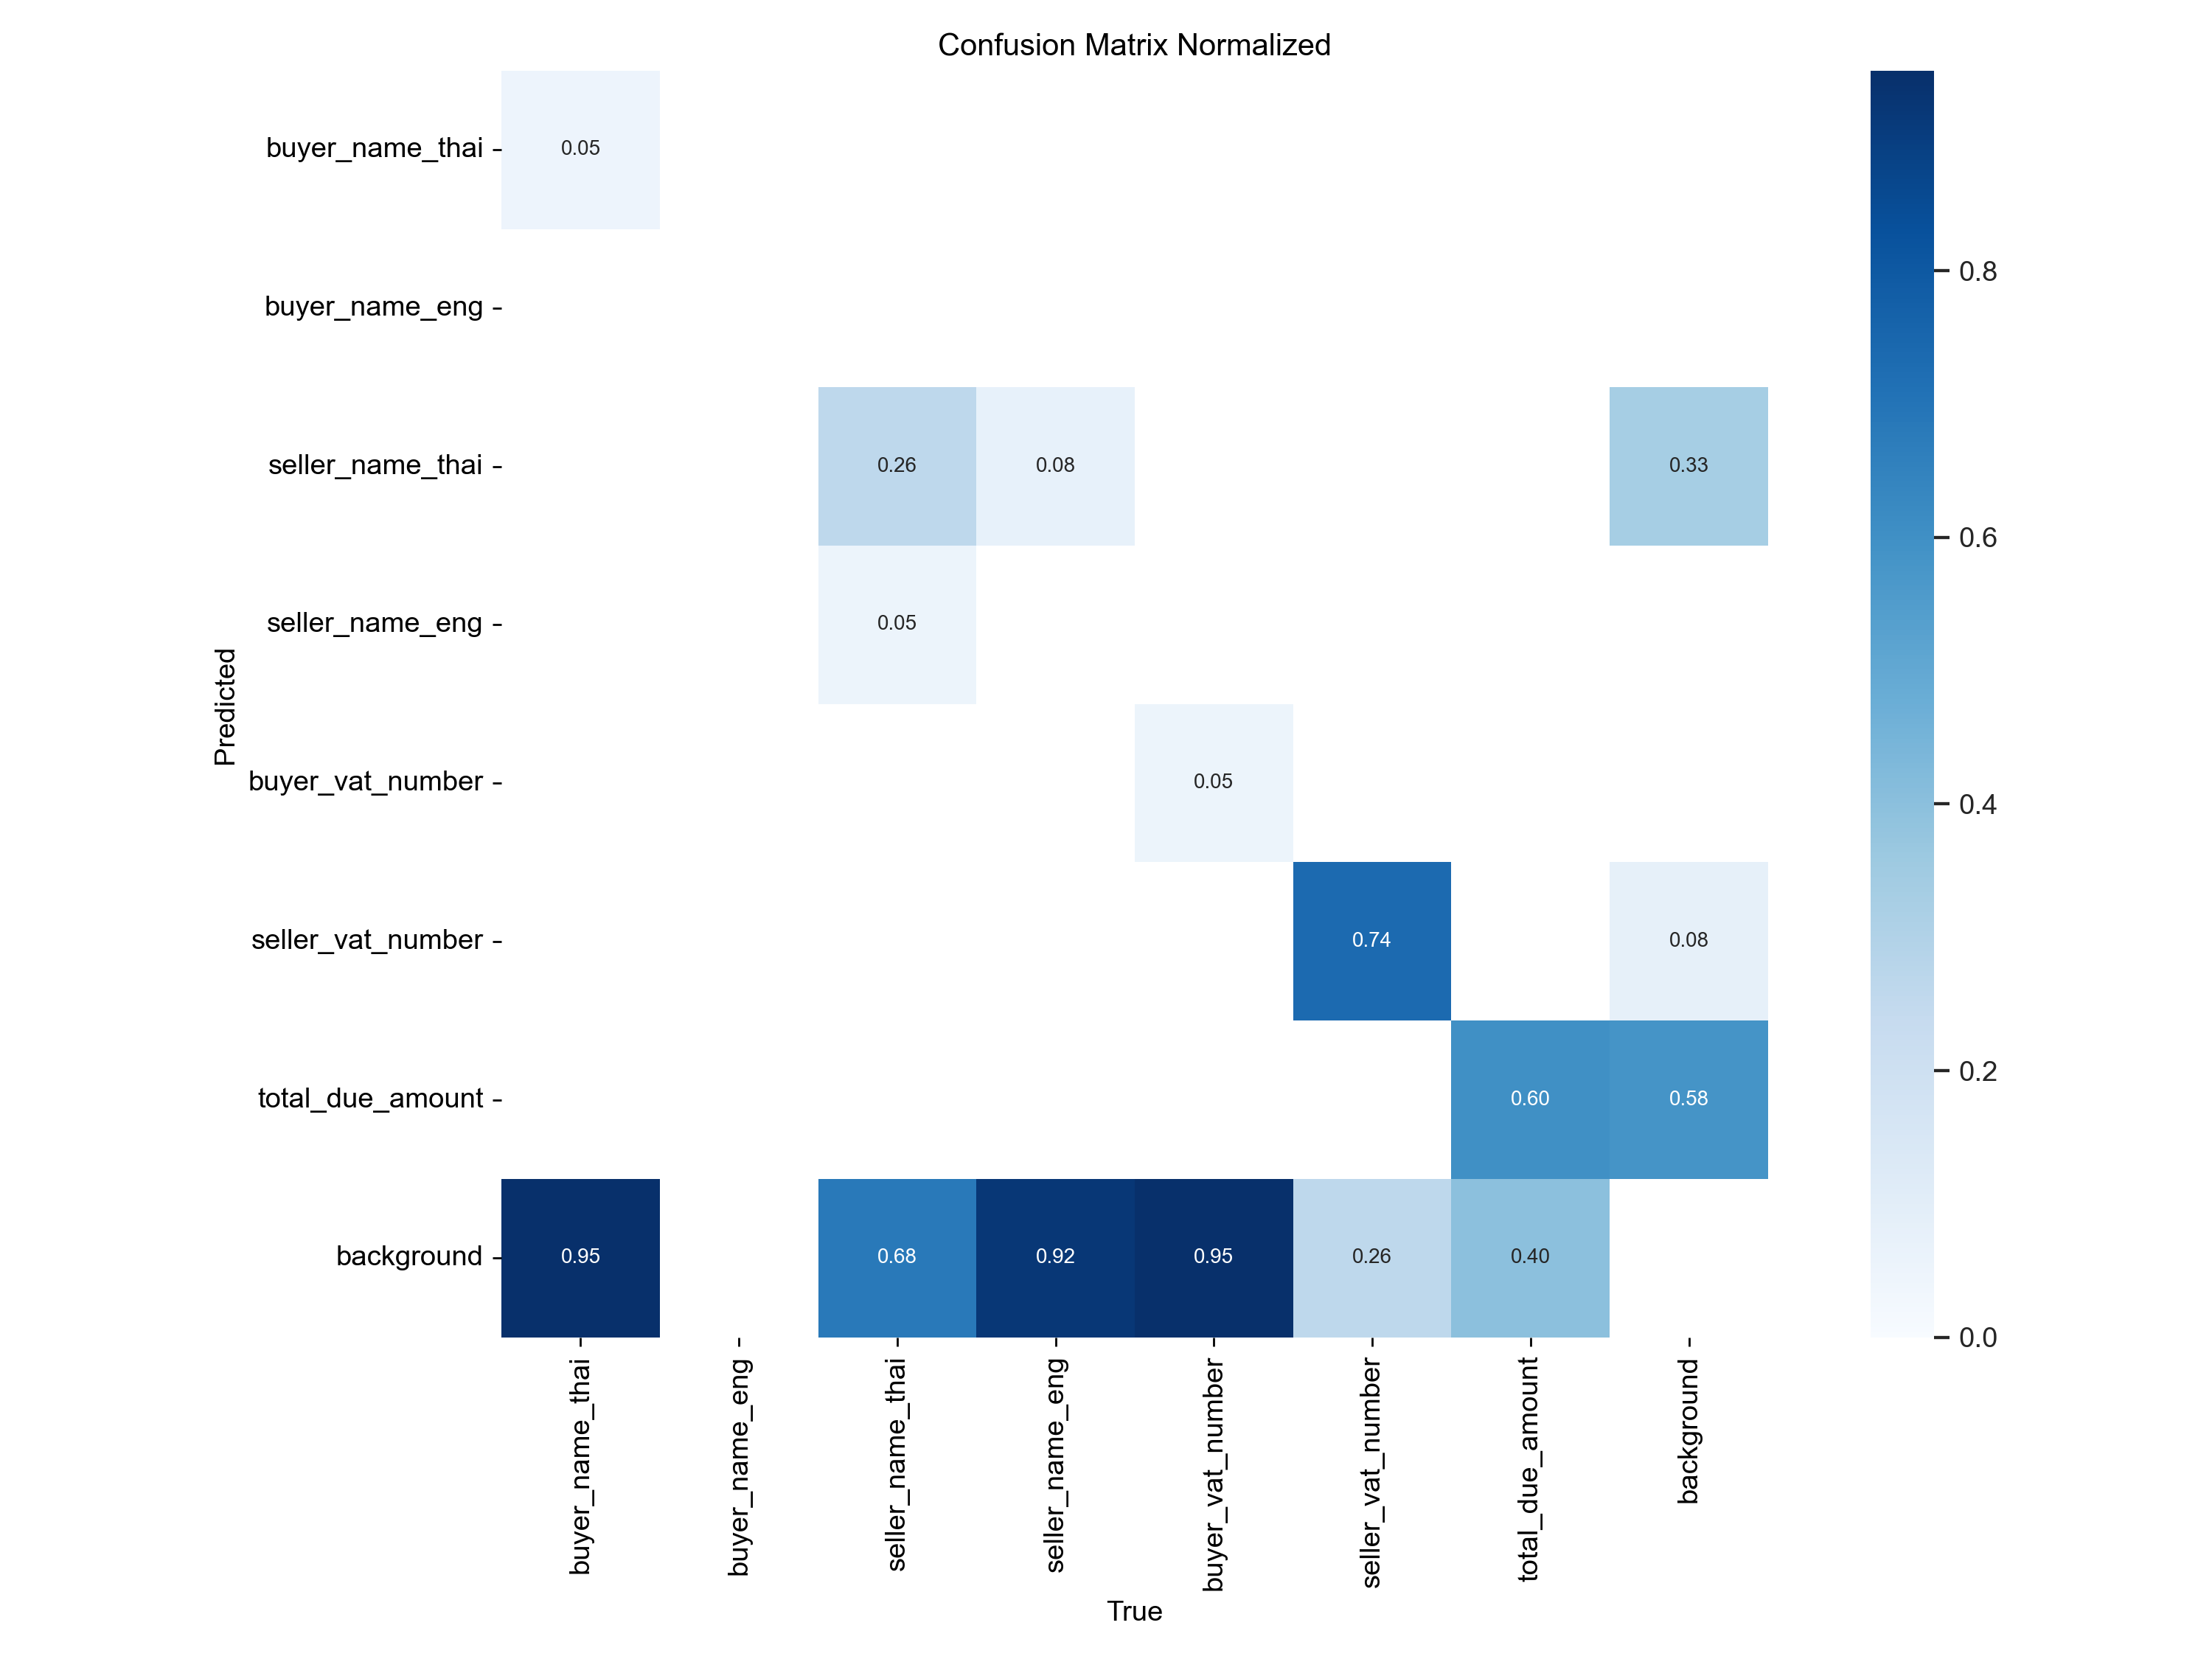 Confusion Matrix Normalized
buyer_name_thai
0.05
buyer_name_eng
seller_name_thai
0.26 0.08 0.33
seller_name_eng
0.05
buyer_vat_number
0.05
seller_vat_number
0.74 0.08
total_due_amount
0.60 0.58
background
0.95 0.68 0.92 0.95 0.26 0.40
Predicted
buyer_name_thai
buyer_name_eng
seller_name_thai
seller_name_eng
buyer_vat_number
seller_vat_number
total_due_amount
background
True
0.8
0.6
0.4
0.2
0.0